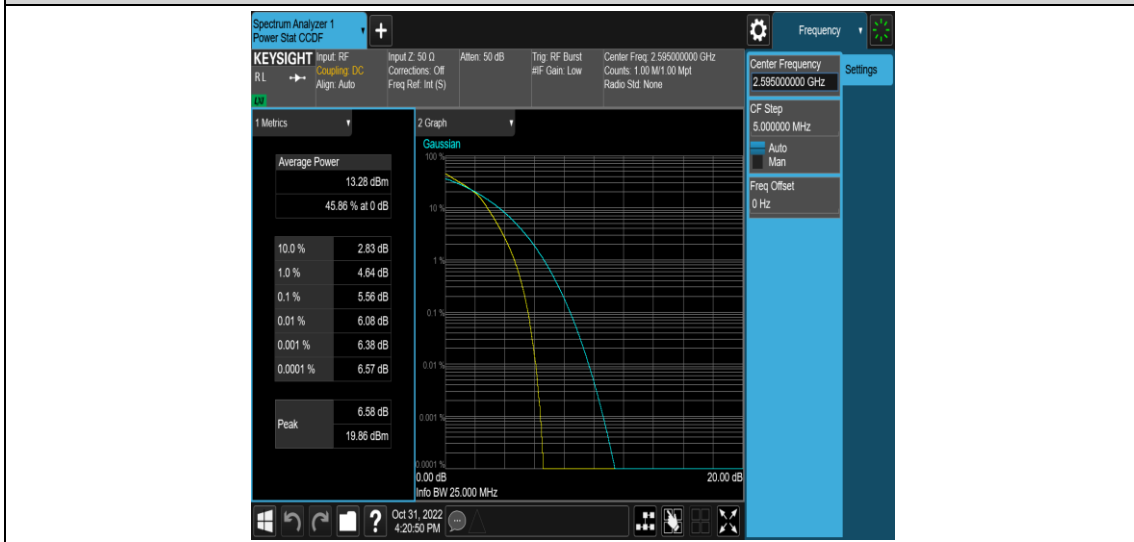 Spectrum Analyzer 1
Power Stat CCDF
Frequency
KEYSIGHT
RL
LXI
Input: RF
Coupling: DC
Align: Auto
Input Z: 50 Ω
Corrections: Off
Freq Ref: Int (S)
Atten: 50 dB
Trig: RF Burst
#IF Gain: Low
Center Freq: 2.595000000 GHz
Counts: 1.00 M/1.00 Mpt
Radio Std: None
Center Frequency
2.595000000 GHz
Settings
CF Step
5.000000 MHz
Auto
Man
Freq Offset
0 Hz
1 Metrics
Average Power
13.28 dBm
45.86 % at 0 dB
10.0 % 2.83 dB
1.0 % 4.64 dB
0.1 % 5.56 dB
0.01 % 6.08 dB
0.001 % 6.38 dB
0.0001 % 6.57 dB
Peak
6.58 dB
19.86 dBm
2 Graph
Gaussian
100 %
10 %
1 %
0.1 %
0.01 %
0.001 %
0.0001 %
0.00 dB 20.00 dB
Info BW 25.000 MHz
?
Oct 31, 2022
4:20:50 PM